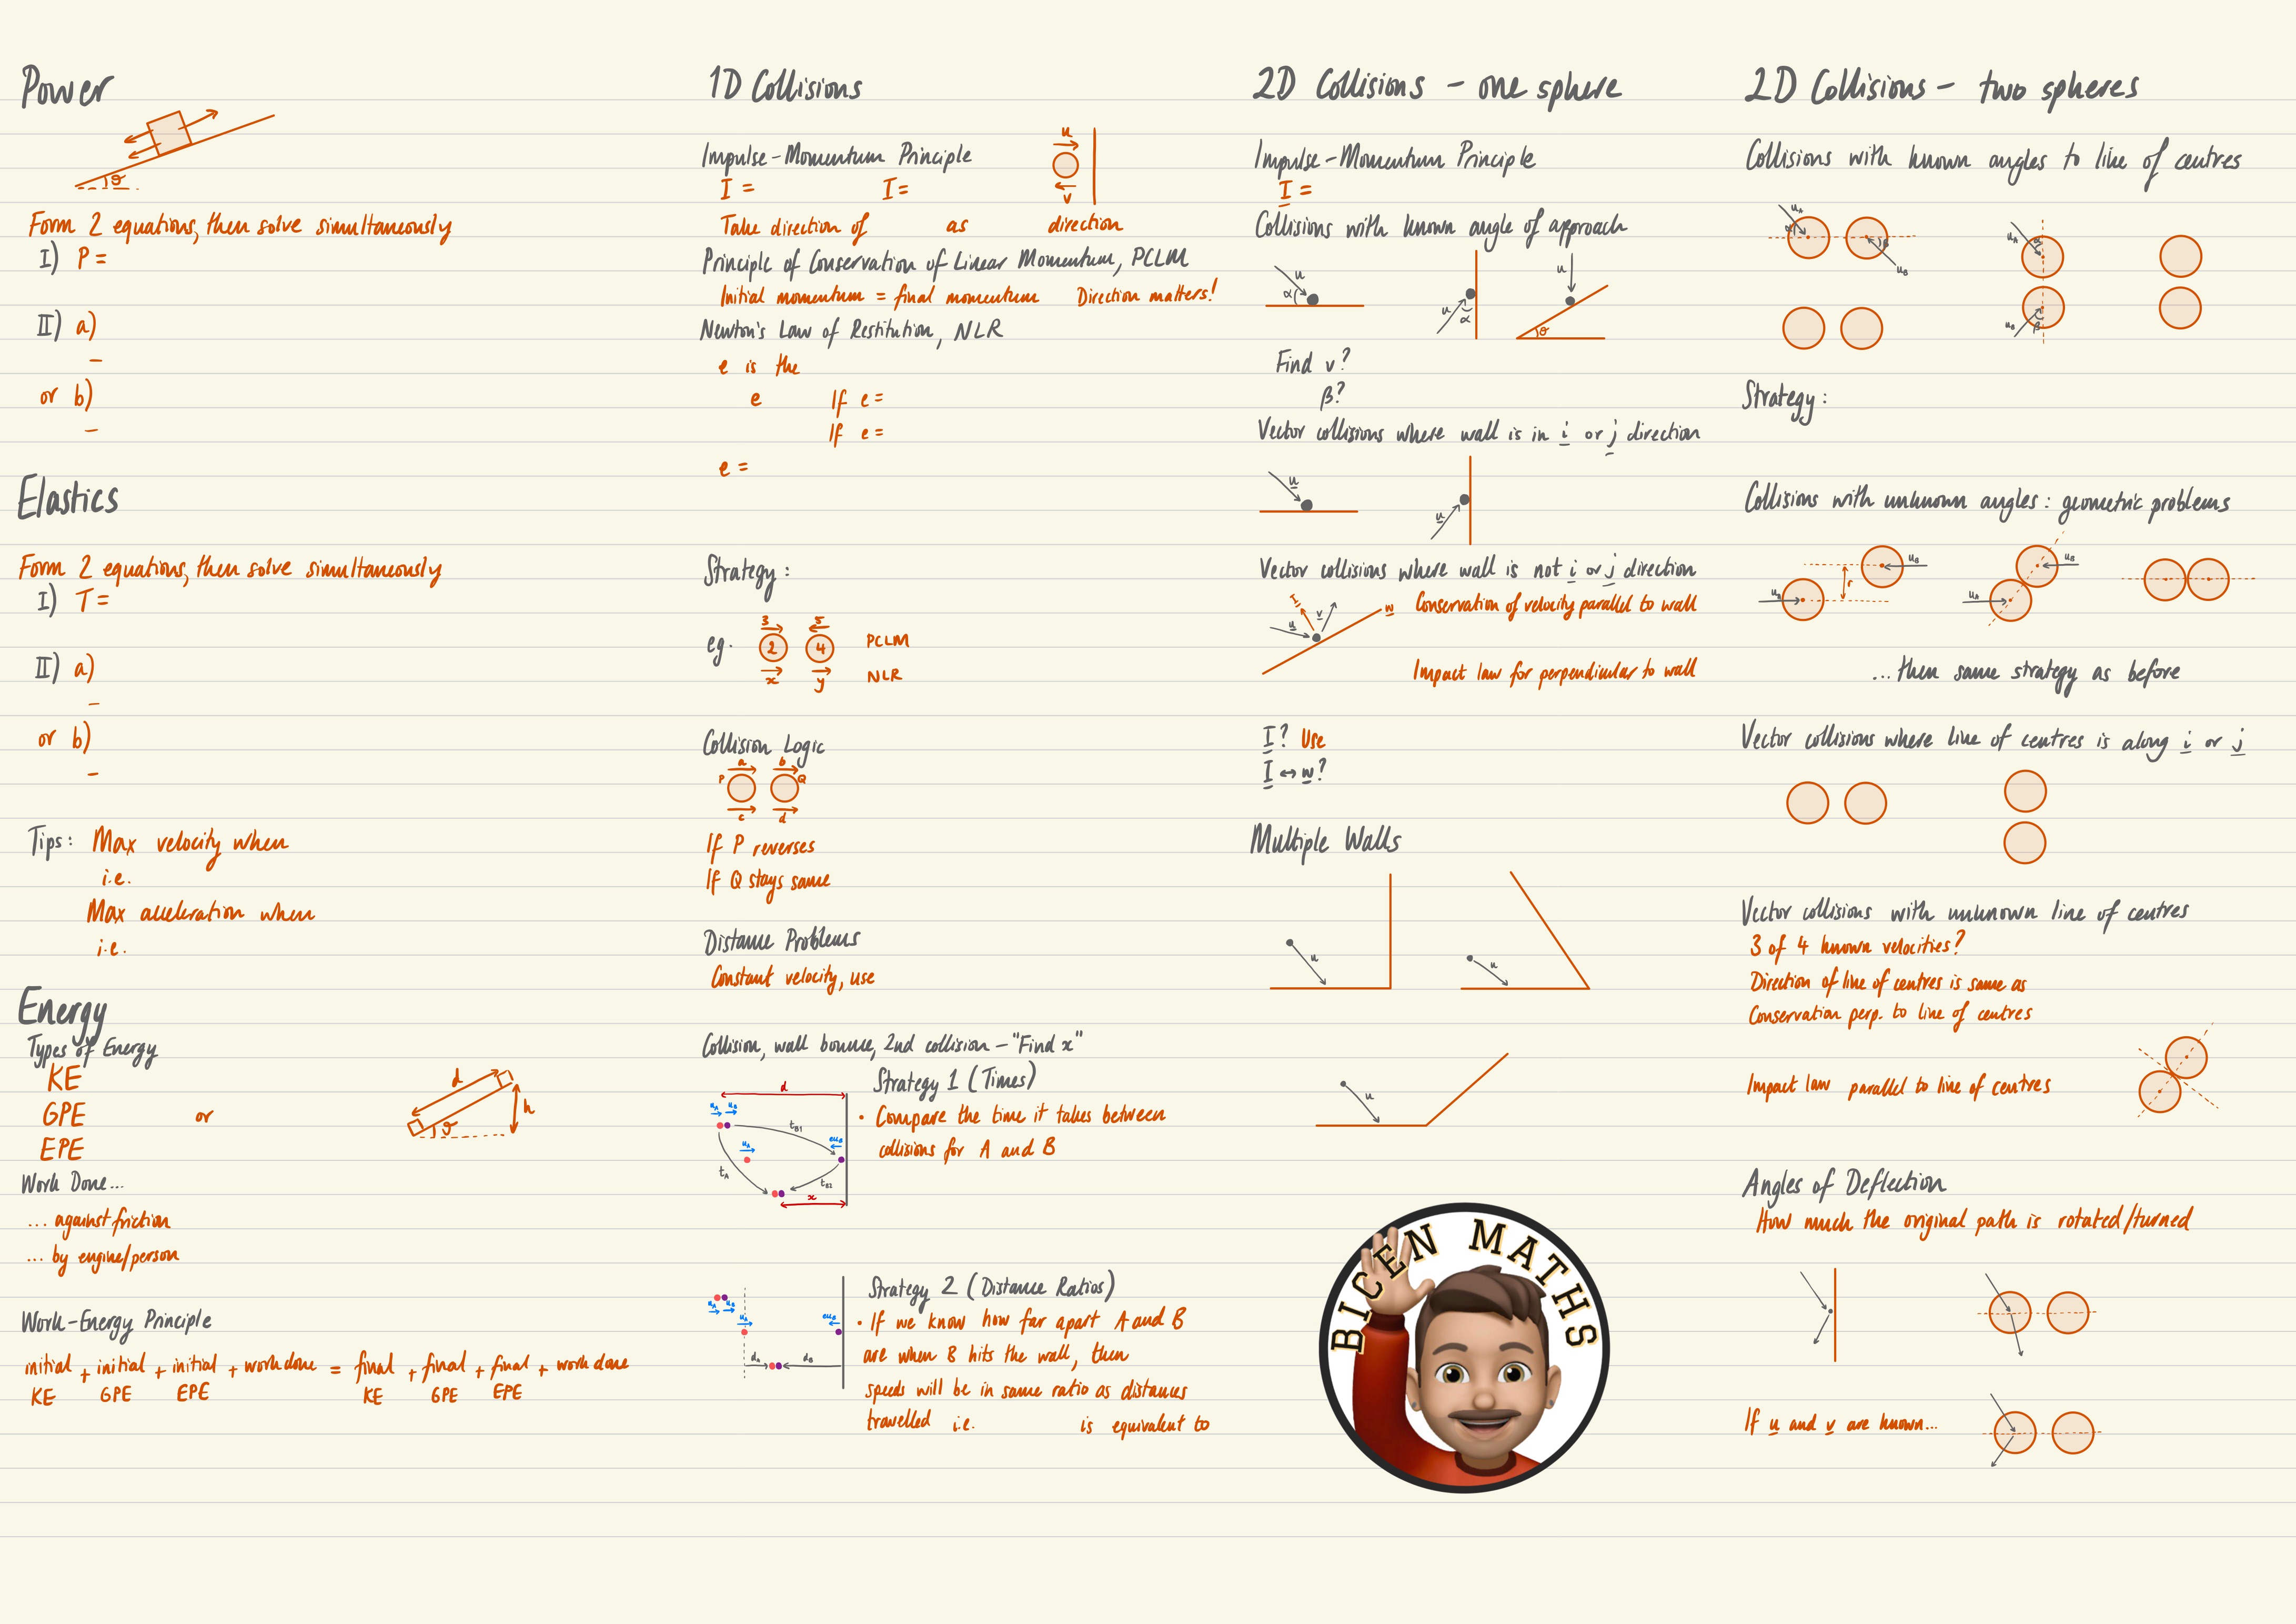 Power
θ
Form 2 equations, then solve simultaneously
I) P =
II) a)
-
or b)
-
Elastics
Form 2 equations, then solve simultaneously
I) T =
II) a)
-
or b)
-
Tips: Max velocity when
i.e.
Max acceleration when
i.e.
Energy
Types of Energy
KE
GPE or
EPE
d
h
θ
Work Done...
... against friction
... by engine/person
Work-Energy Principle
initial + initial + initial + work done = final + final + final + work done
KE GPE EPE KE GPE EPE
1D Collisions
Impulse-Momentum Principle
I = I =
u
v
Take direction of as direction
Principle of Conservation of Linear Momentum, PCLM
Initial momentum = final momentum Direction matters!
Newton's Law of Restitution, NLR
e is the
e If e =
If e =
e =
Strategy:
eg. 3 5
2 4 PCLM
x y NLR
Collision Logic
a b
P Q
c d
If P reverses
If Q stays same
Distance Problems
Constant velocity, use
Collision, wall bounce, 2nd collision - "Find x"
d
u_A u_B
t_B1
eu_B
u_A
t_A
t_B2
x
Strategy 1 (Times)
• Compare the time it takes between
collisions for A and B
u_A u_B
u_A
eu_B
d_A d_B
Strategy 2 (Distance Ratios)
• If we know how far apart A and B
are when B hits the wall, then
speeds will be in same ratio as distances
travelled i.e. is equivalent to
2D Collisions - one sphere
Impulse-Momentum Principle
I =
Collisions with known angle of approach
u α
u α
u θ
Find v?
β?
Vector collisions where wall is in i or j direction
u
u
Vector collisions where wall is not i or j direction
I
u
v
w
Conservation of velocity parallel to wall
Impact law for perpendicular to wall
I? Use
I ↔ w?
Multiple Walls
u
u
u
BICEN MATHS
2D Collisions - two spheres
Collisions with known angles to line of centres
u_A α β u_B
u_A α
u_B β
Strategy:
Collisions with unknown angles: geometric problems
u_A r u_B
u_A u_B
...then same strategy as before
Vector collisions where line of centres is along i or j
Vector collisions with unknown line of centres
3 of 4 known velocities?
Direction of line of centres is same as
Conservation perp. to line of centres
Impact law parallel to line of centres
Angles of Deflection
How much the original path is rotated/turned
If u and v are known...